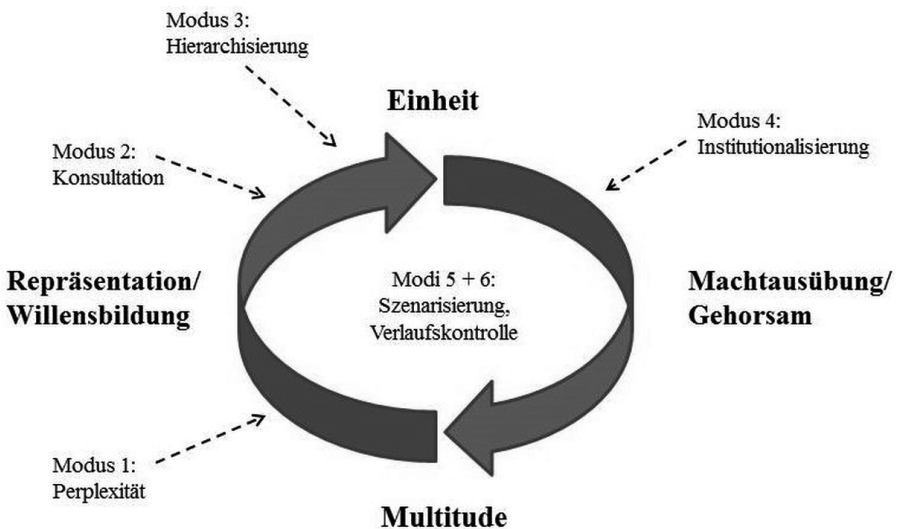 Modus 3:
Hierarchisierung
Einheit
Modus 4:
Institutionalisierung
Modus 2:
Konsultation
Repräsentation/
Willensbildung
Modi 5 + 6:
Szenarisierung,
Verlaufskontrolle
Machtausübung/
Gehorsam
Modus 1:
Perplexität
Multitude